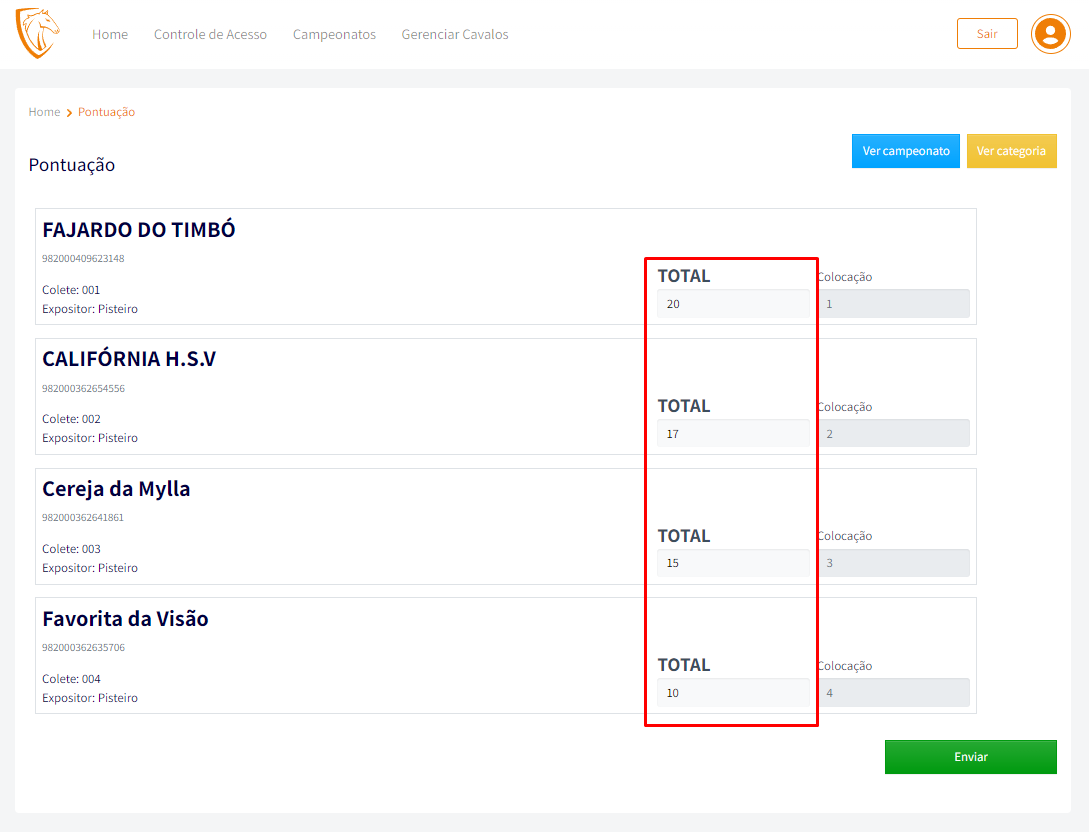 Home Controle de Acesso Campeonatos Gerenciar Cavalos Sair
Home Pontuação
Ver campeonato Ver categoria
Pontuação
FAJARDO DO TIMBÓ
982000409623148
TOTAL Colocação
Colete: 001
20 1
Expositor: Pisteiro
CALIFÓRNIA H.S.V
982000362654556
TOTAL Colocação
Colete: 002
17 2
Expositor: Pisteiro
Cereja da Mylla
982000362641861
TOTAL Colocação
Colete: 003
15 3
Expositor: Pisteiro
Favorita da Visão
982000362635706
TOTAL Colocação
Colete: 004
10 4
Expositor: Pisteiro
Enviar